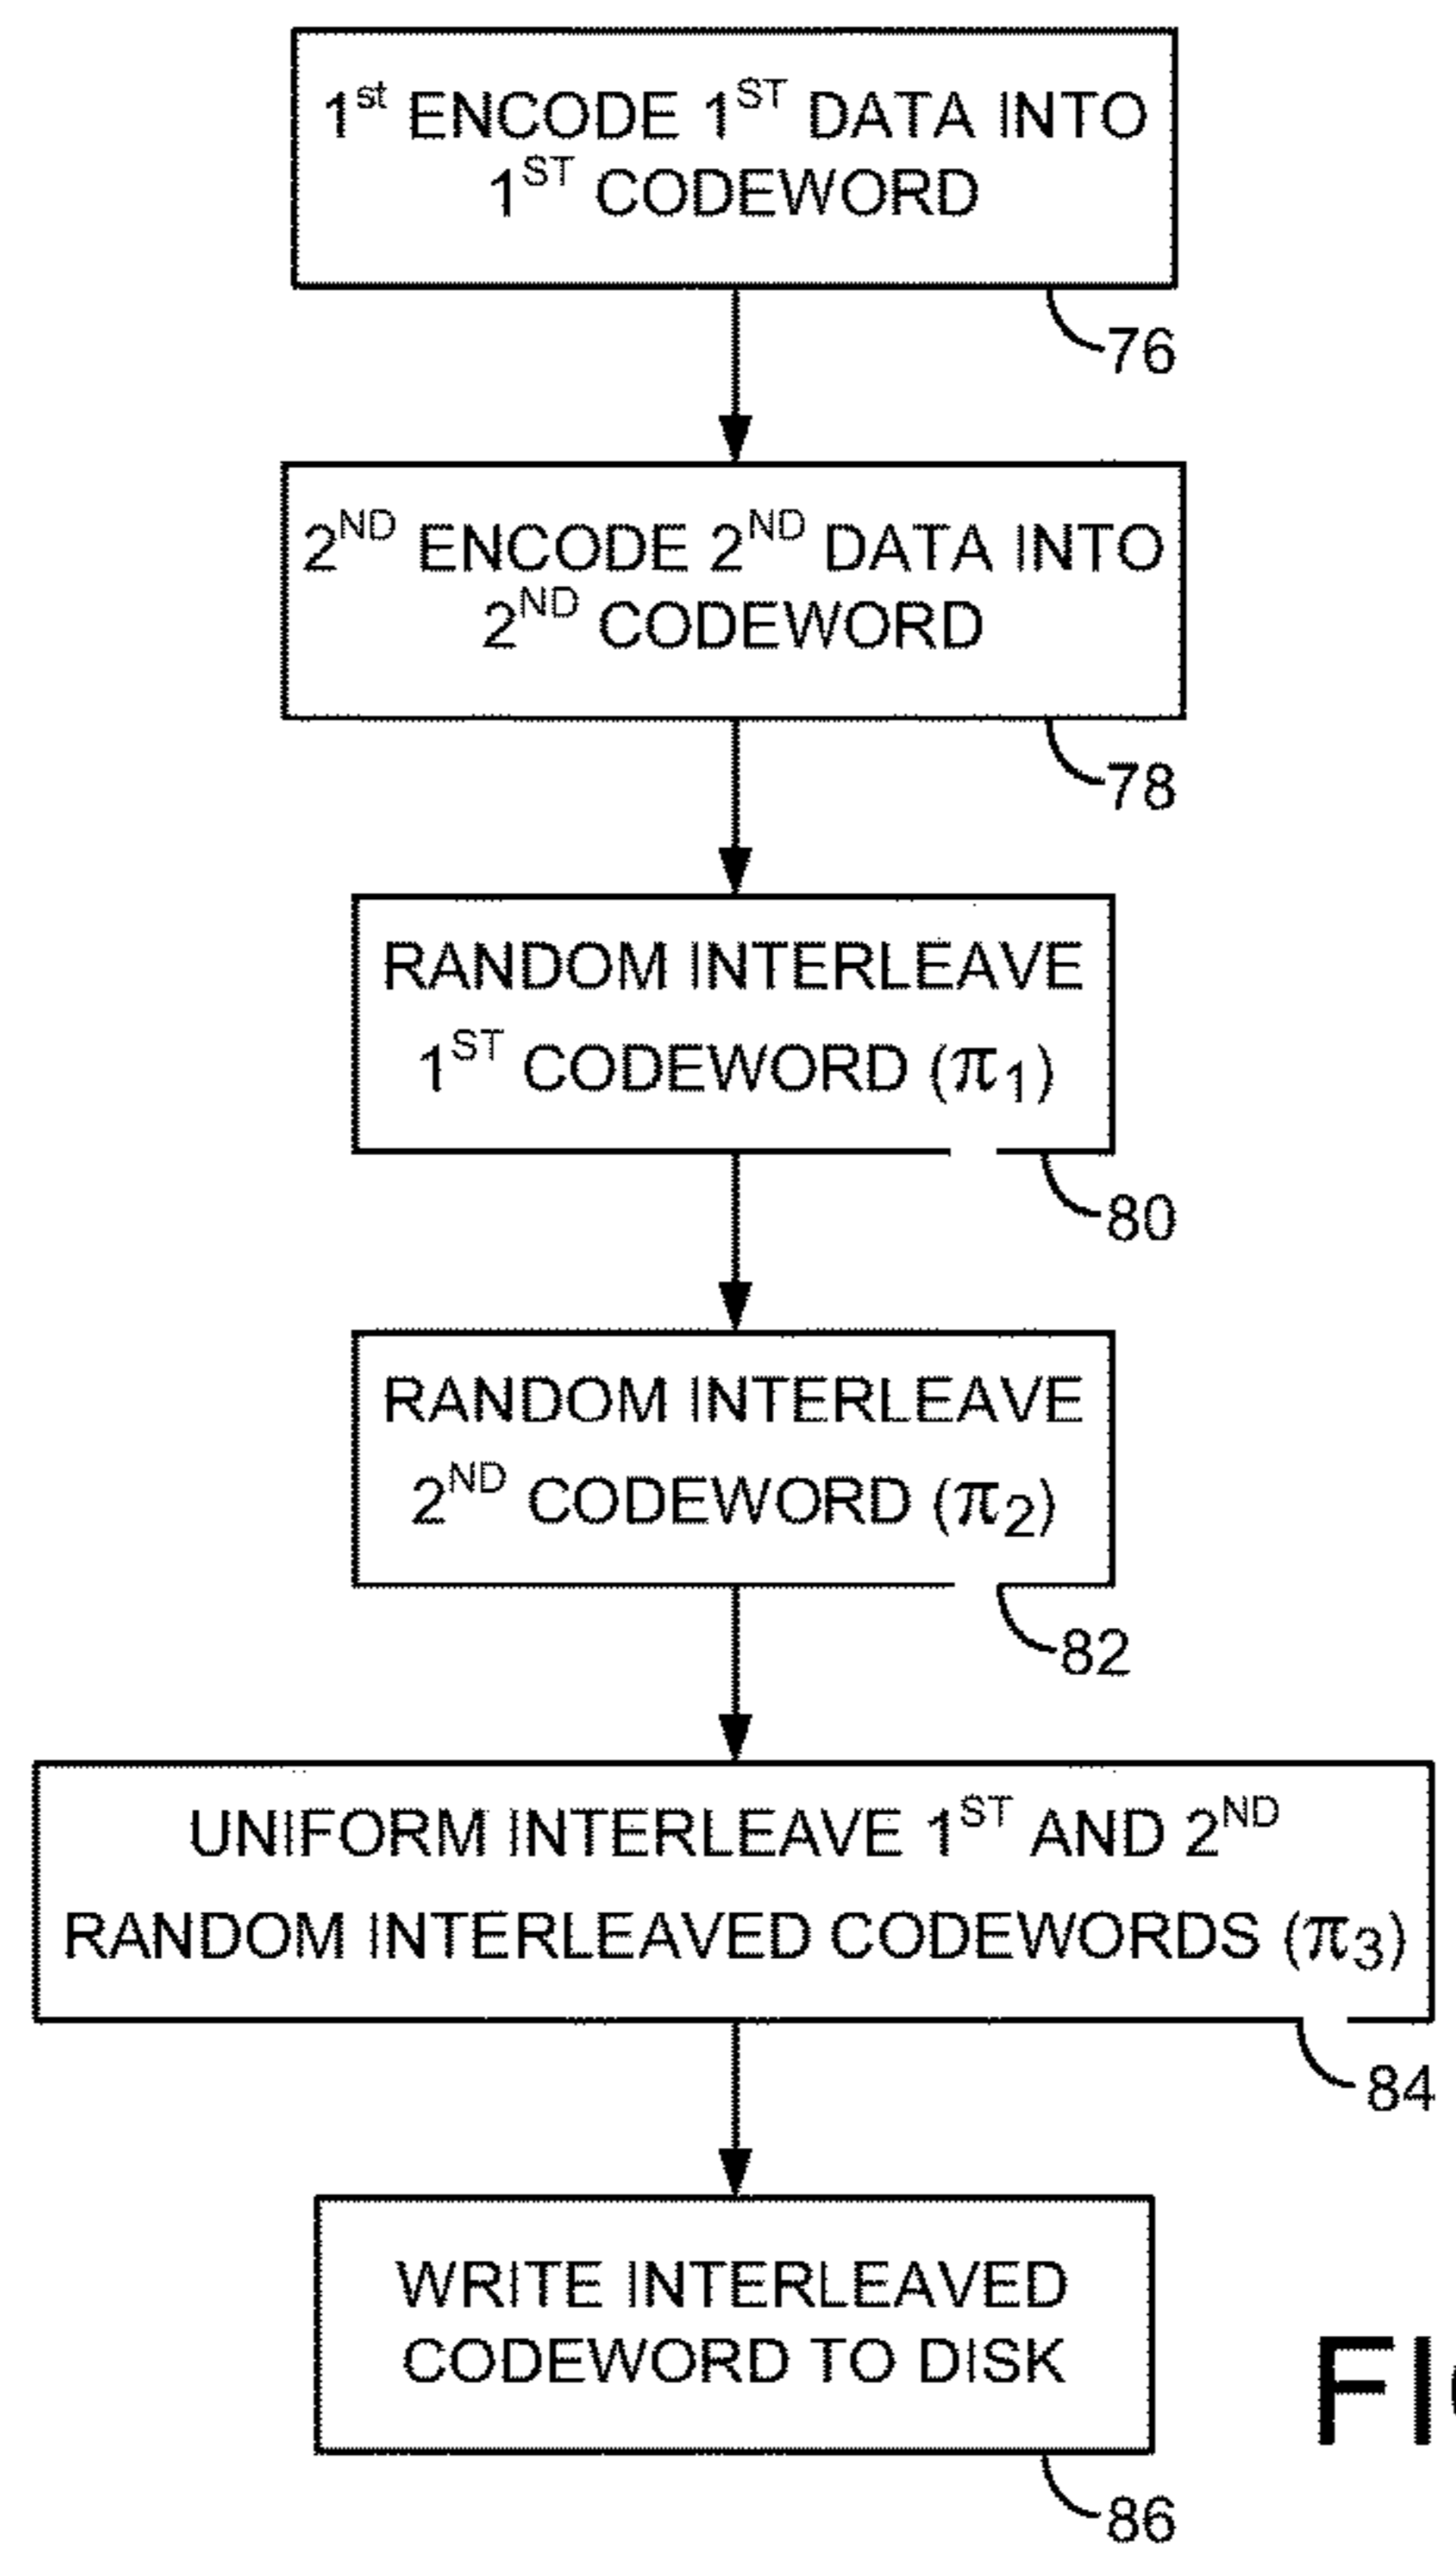 1st ENCODE 1ST DATA INTO
1ST CODEWORD
76
2ND ENCODE 2ND DATA INTO
2ND CODEWORD
78
RANDOM INTERLEAVE
1ST CODEWORD (π1)
80
RANDOM INTERLEAVE
2ND CODEWORD (π2)
82
UNIFORM INTERLEAVE 1ST AND 2ND
RANDOM INTERLEAVED CODEWORDS (π3)
84
WRITE INTERLEAVED
CODEWORD TO DISK
86